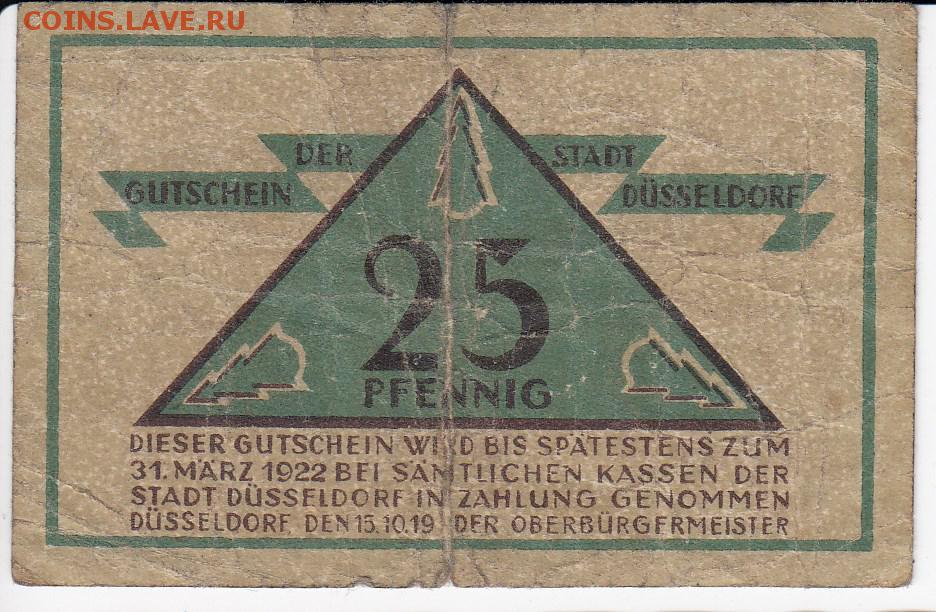 COINS.LAVE.RU
DER STADT
GUTSCHEIN DÜSSELDORF
25
PFENNIG
DIESER GUTSCHEIN WIRD BIS SPÄTESTENS ZUM
31. MÄRZ 1922 BEI SÄMTLICHEN KASSEN DER
STADT DÜSSELDORF IN ZAHLUNG GENOMMEN
DÜSSELDORF DEN 15.10.19 DER OBERBÜRGERMEISTER